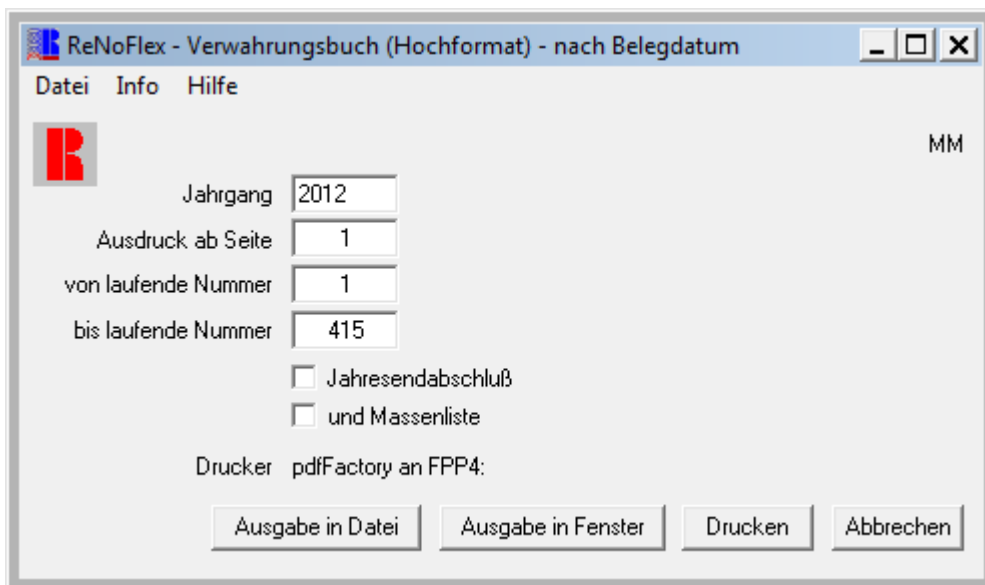 ReNoFlex - Verwahrungsbuch (Hochformat) - nach Belegdatum
Datei Info Hilfe
MM
Jahrgang 2012
Ausdruck ab Seite 1
von laufende Nummer 1
bis laufende Nummer 415
Jahresendabschluß
und Massenliste
Drucker pdfFactory an FPP4:
Ausgabe in Datei Ausgabe in Fenster Drucken Abbrechen